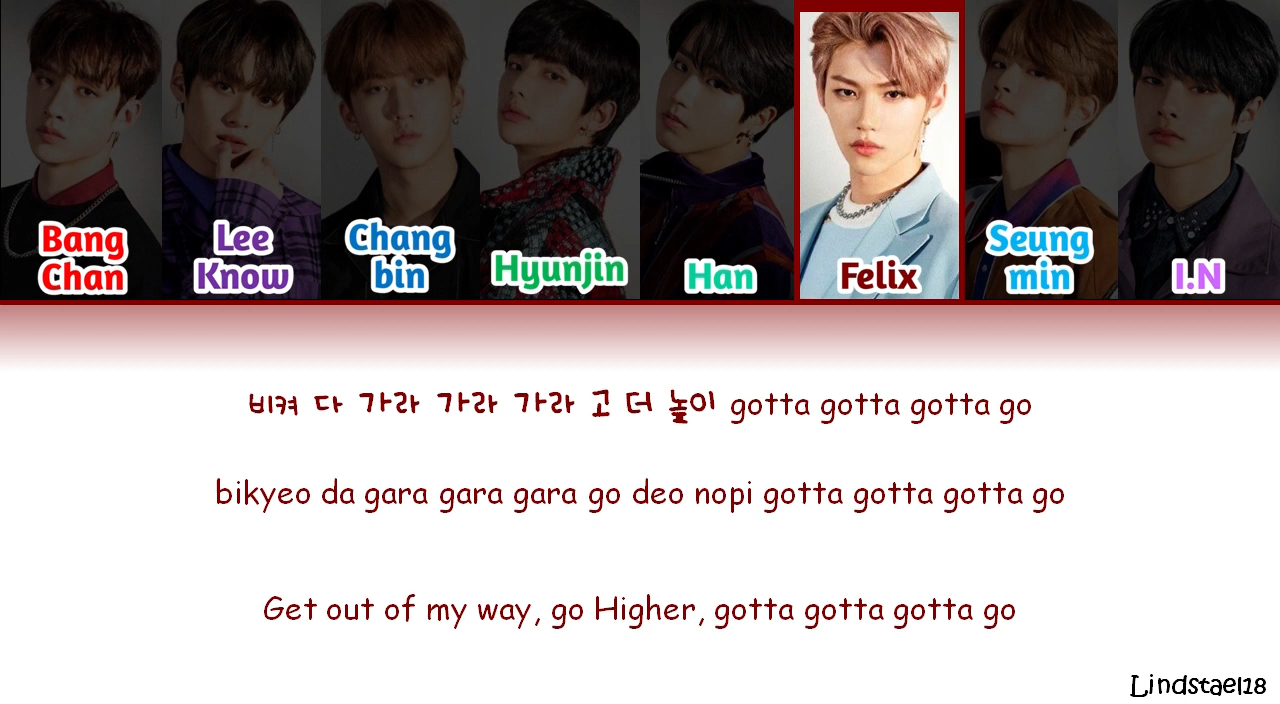 Bang
Chan
Lee
Know
Chang
bin
Hyunjin
Han
Felix
Seung
min
I.N
비켜 다 가라 가라 가라 고 더 높이 gotta gotta gotta go
bikyeo da gara gara gara go deo nopi gotta gotta gotta go
Get out of my way, go Higher, gotta gotta gotta go
Lindstael18